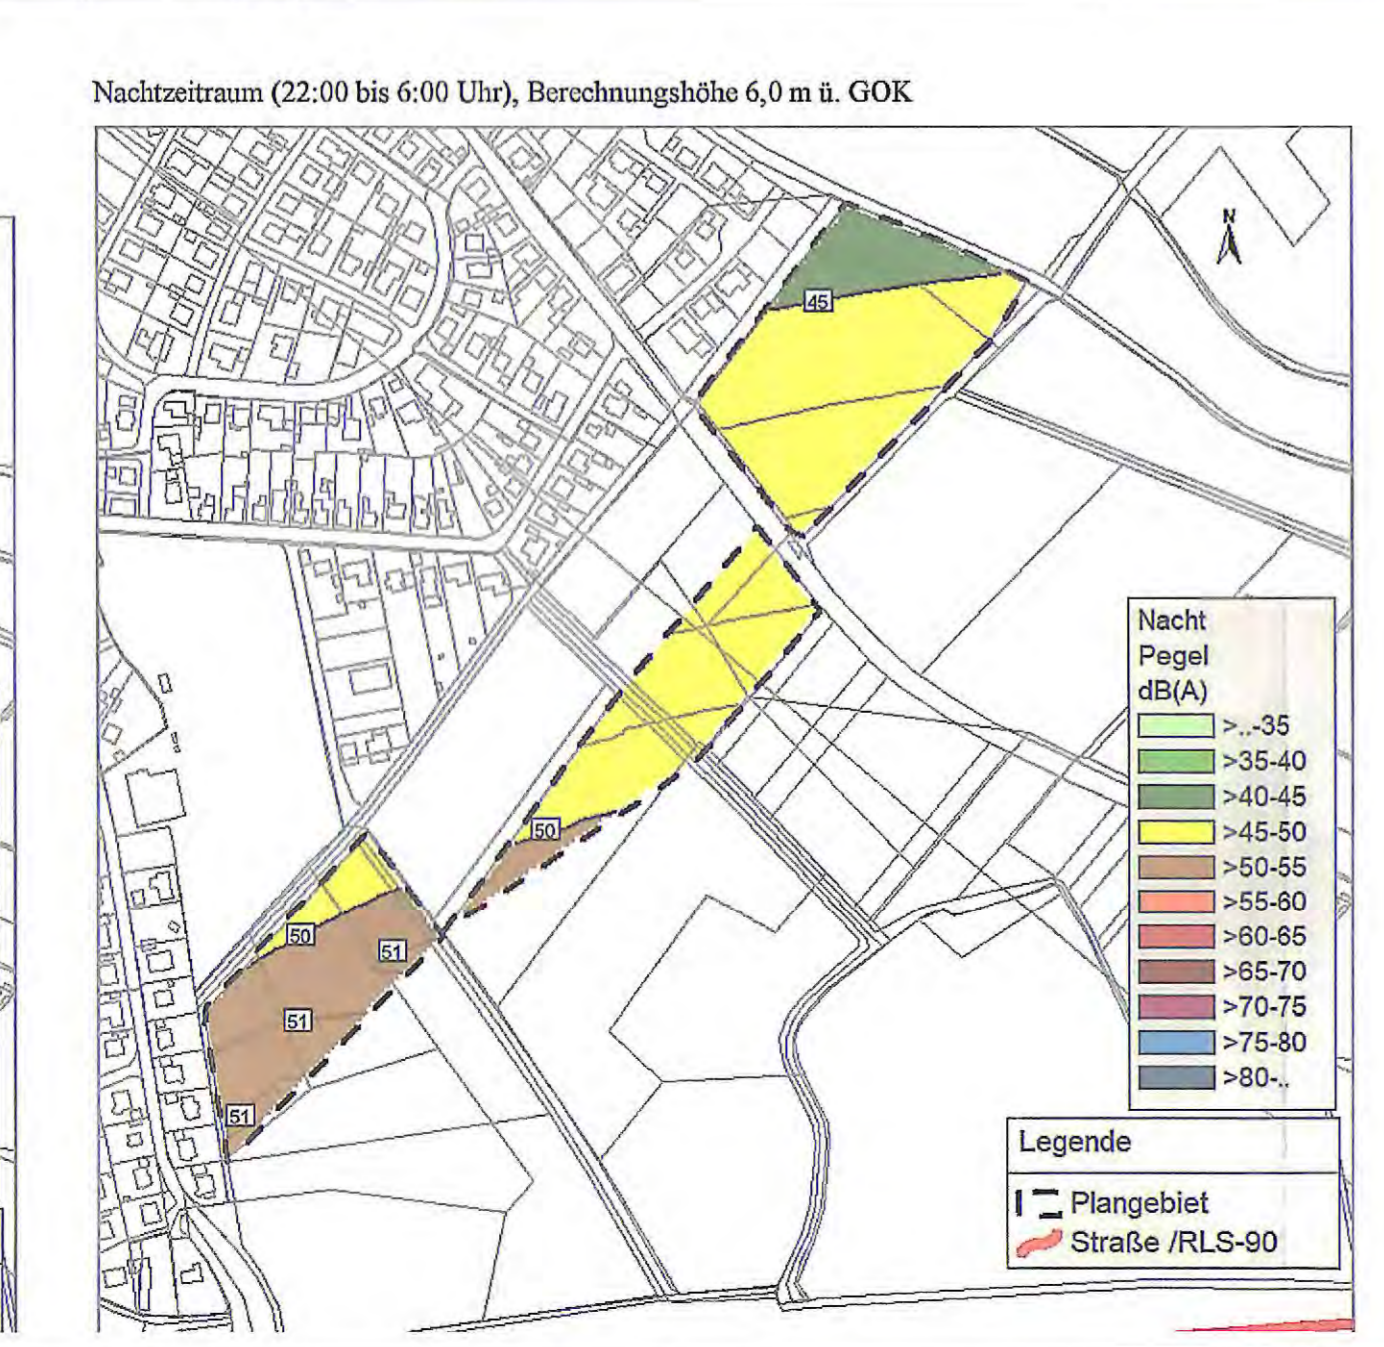 Nachtzeitraum (22:00 bis 6:00 Uhr), Berechnungshöhe 6,0 m ü. GOK
N
45
50
50
51
51
51
Nacht
Pegel
dB(A)
>..-35
>35-40
>40-45
>45-50
>50-55
>55-60
>60-65
>65-70
>70-75
>75-80
>80-..
Legende
Plangebiet
Straße /RLS-90